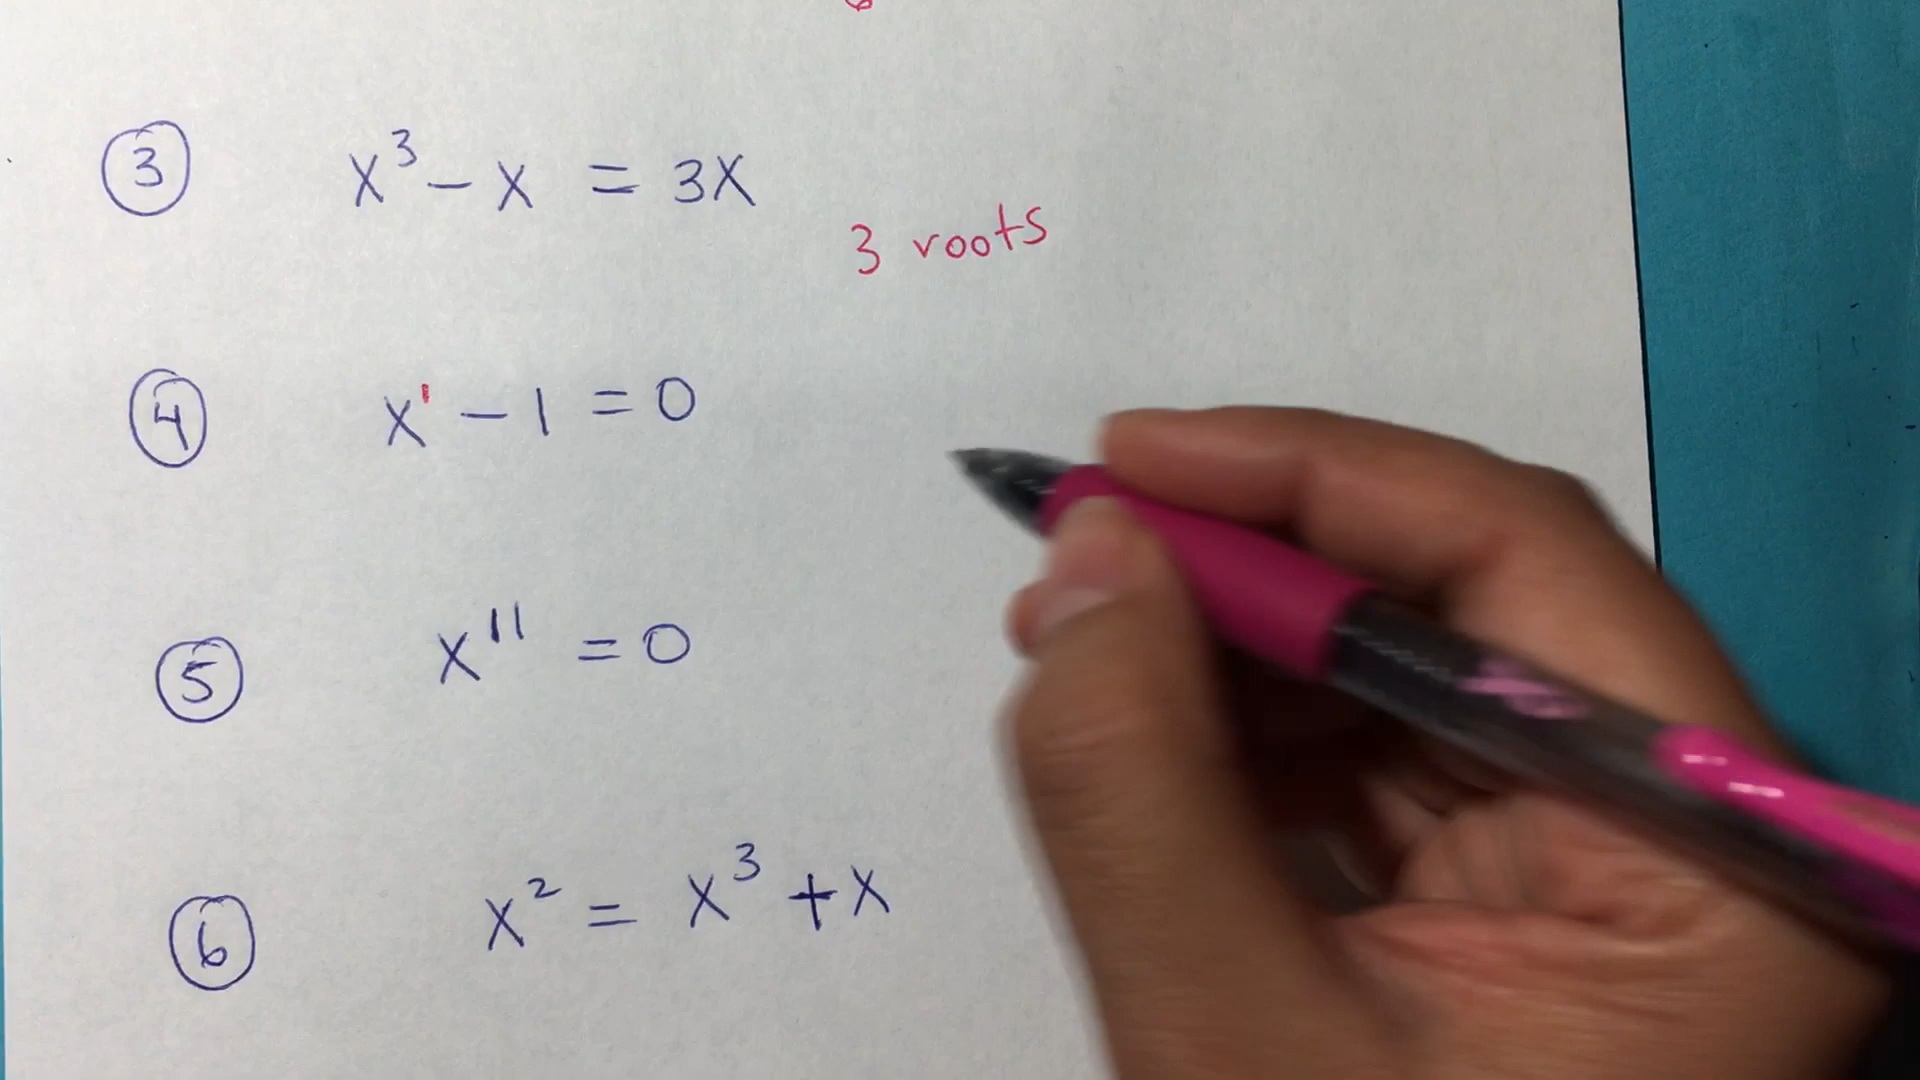 ③ x³ - x = 3x
3 roots
④ x¹ - 1 = 0
⑤ x¹¹ = 0
⑥ x² = x³ + x